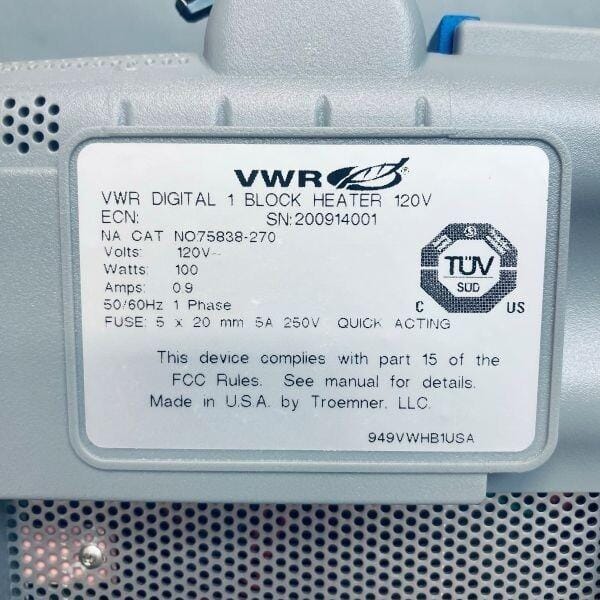 VWR
VWR DIGITAL 1 BLOCK HEATER 120V
ECN: SN:200914001
NA CAT NO:75838-270
Volts: 120V~
Watts: 100
Amps: 0.9
50/60Hz 1 Phase
FUSE: 5 x 20 mm 5A 250V QUICK ACTING
TÜV
SÜD
C US
This device complies with part 15 of the
FCC Rules. See manual for details.
Made in U.S.A. by Troemner, LLC.
949VWHB1USA